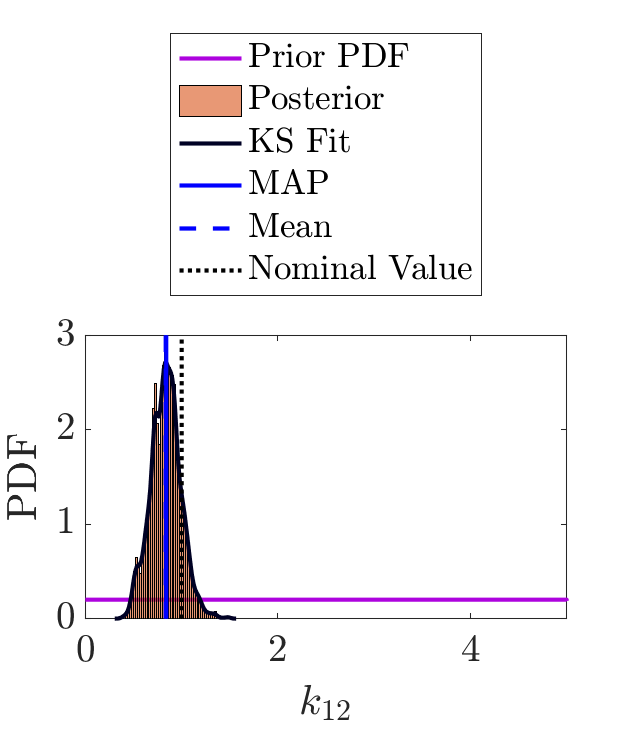 Prior PDF
Posterior
KS Fit
MAP
Mean
Nominal Value
3
2
1
0
PDF
0 2 4
k12